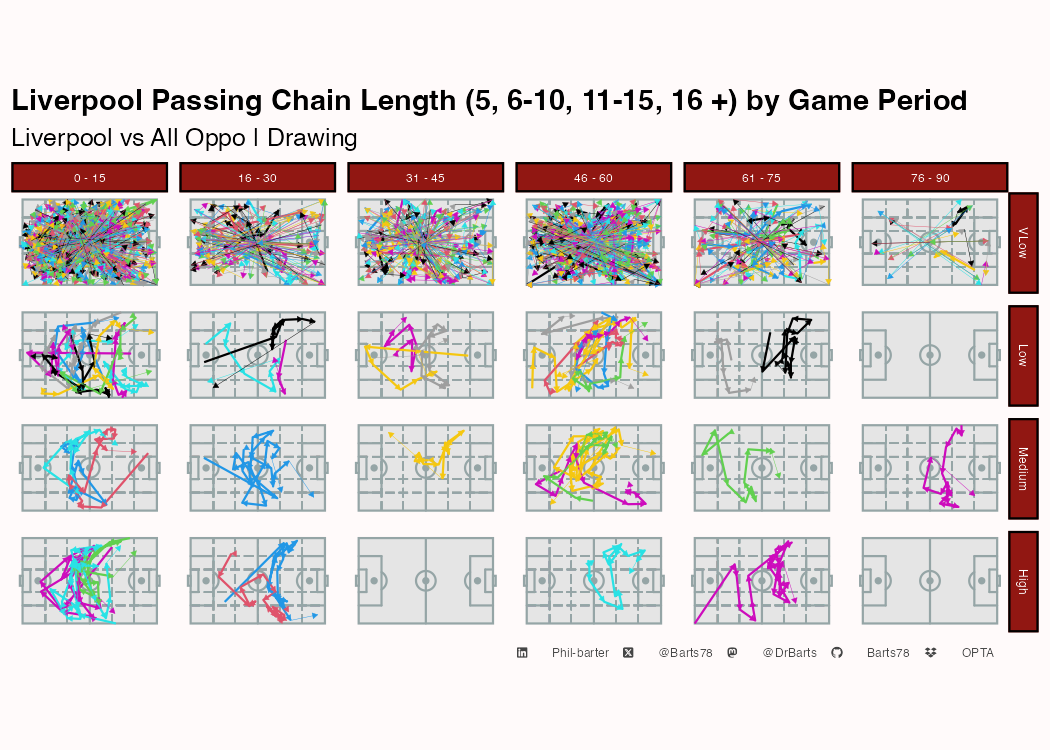 Liverpool Passing Chain Length (5, 6-10, 11-15, 16 +) by Game Period
Liverpool vs All Oppo | Drawing
0 - 15 16 - 30 31 - 45 46 - 60 61 - 75 76 - 90
VLow
Low
Medium
High
Phil-barter @Barts78 @DrBarts Barts78 OPTA